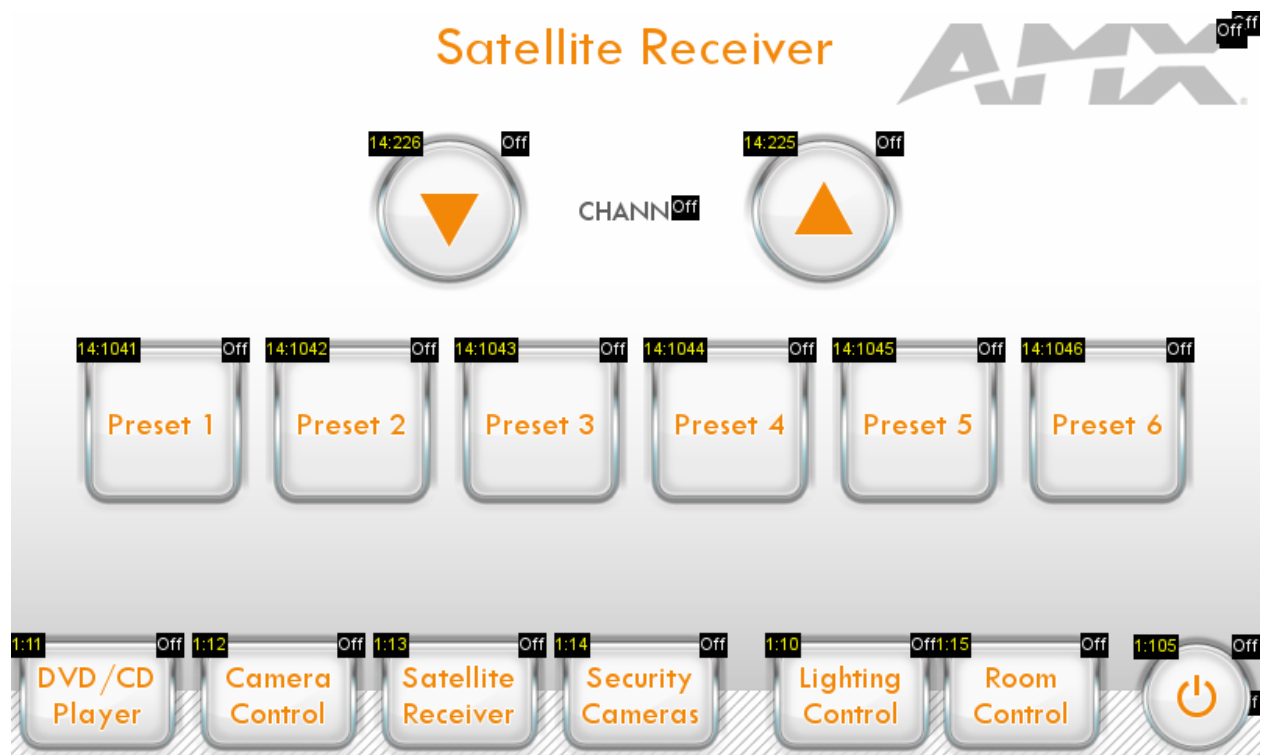 Satellite Receiver
AMX
Off
Off
14:226
Off
14:225
Off
CHANN
Off
14:1041
Off
14:1042
Off
14:1043
Off
14:1044
Off
14:1045
Off
14:1046
Off
Preset 1
Preset 2
Preset 3
Preset 4
Preset 5
Preset 6
1:11
Off
1:12
Off
1:13
Off
1:14
Off
1:10
Off
1:15
Off
1:105
Off
DVD/CD
Player
Camera
Control
Satellite
Receiver
Security
Cameras
Lighting
Control
Room
Control